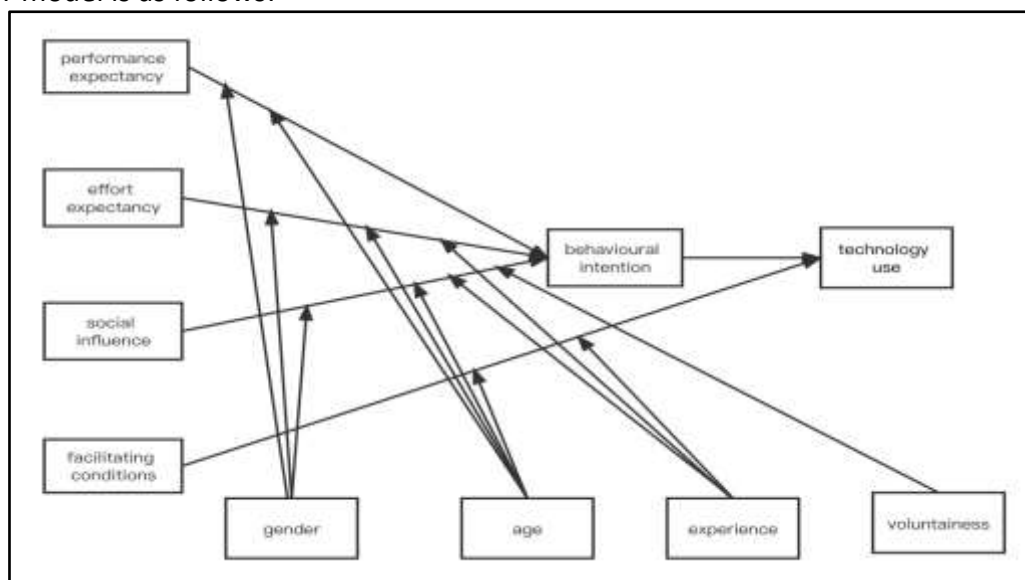 performance
expectancy
effort
expectancy
behavioural
intention
technology
use
social
influence
facilitating
conditions
gender
age
experience
voluntainess